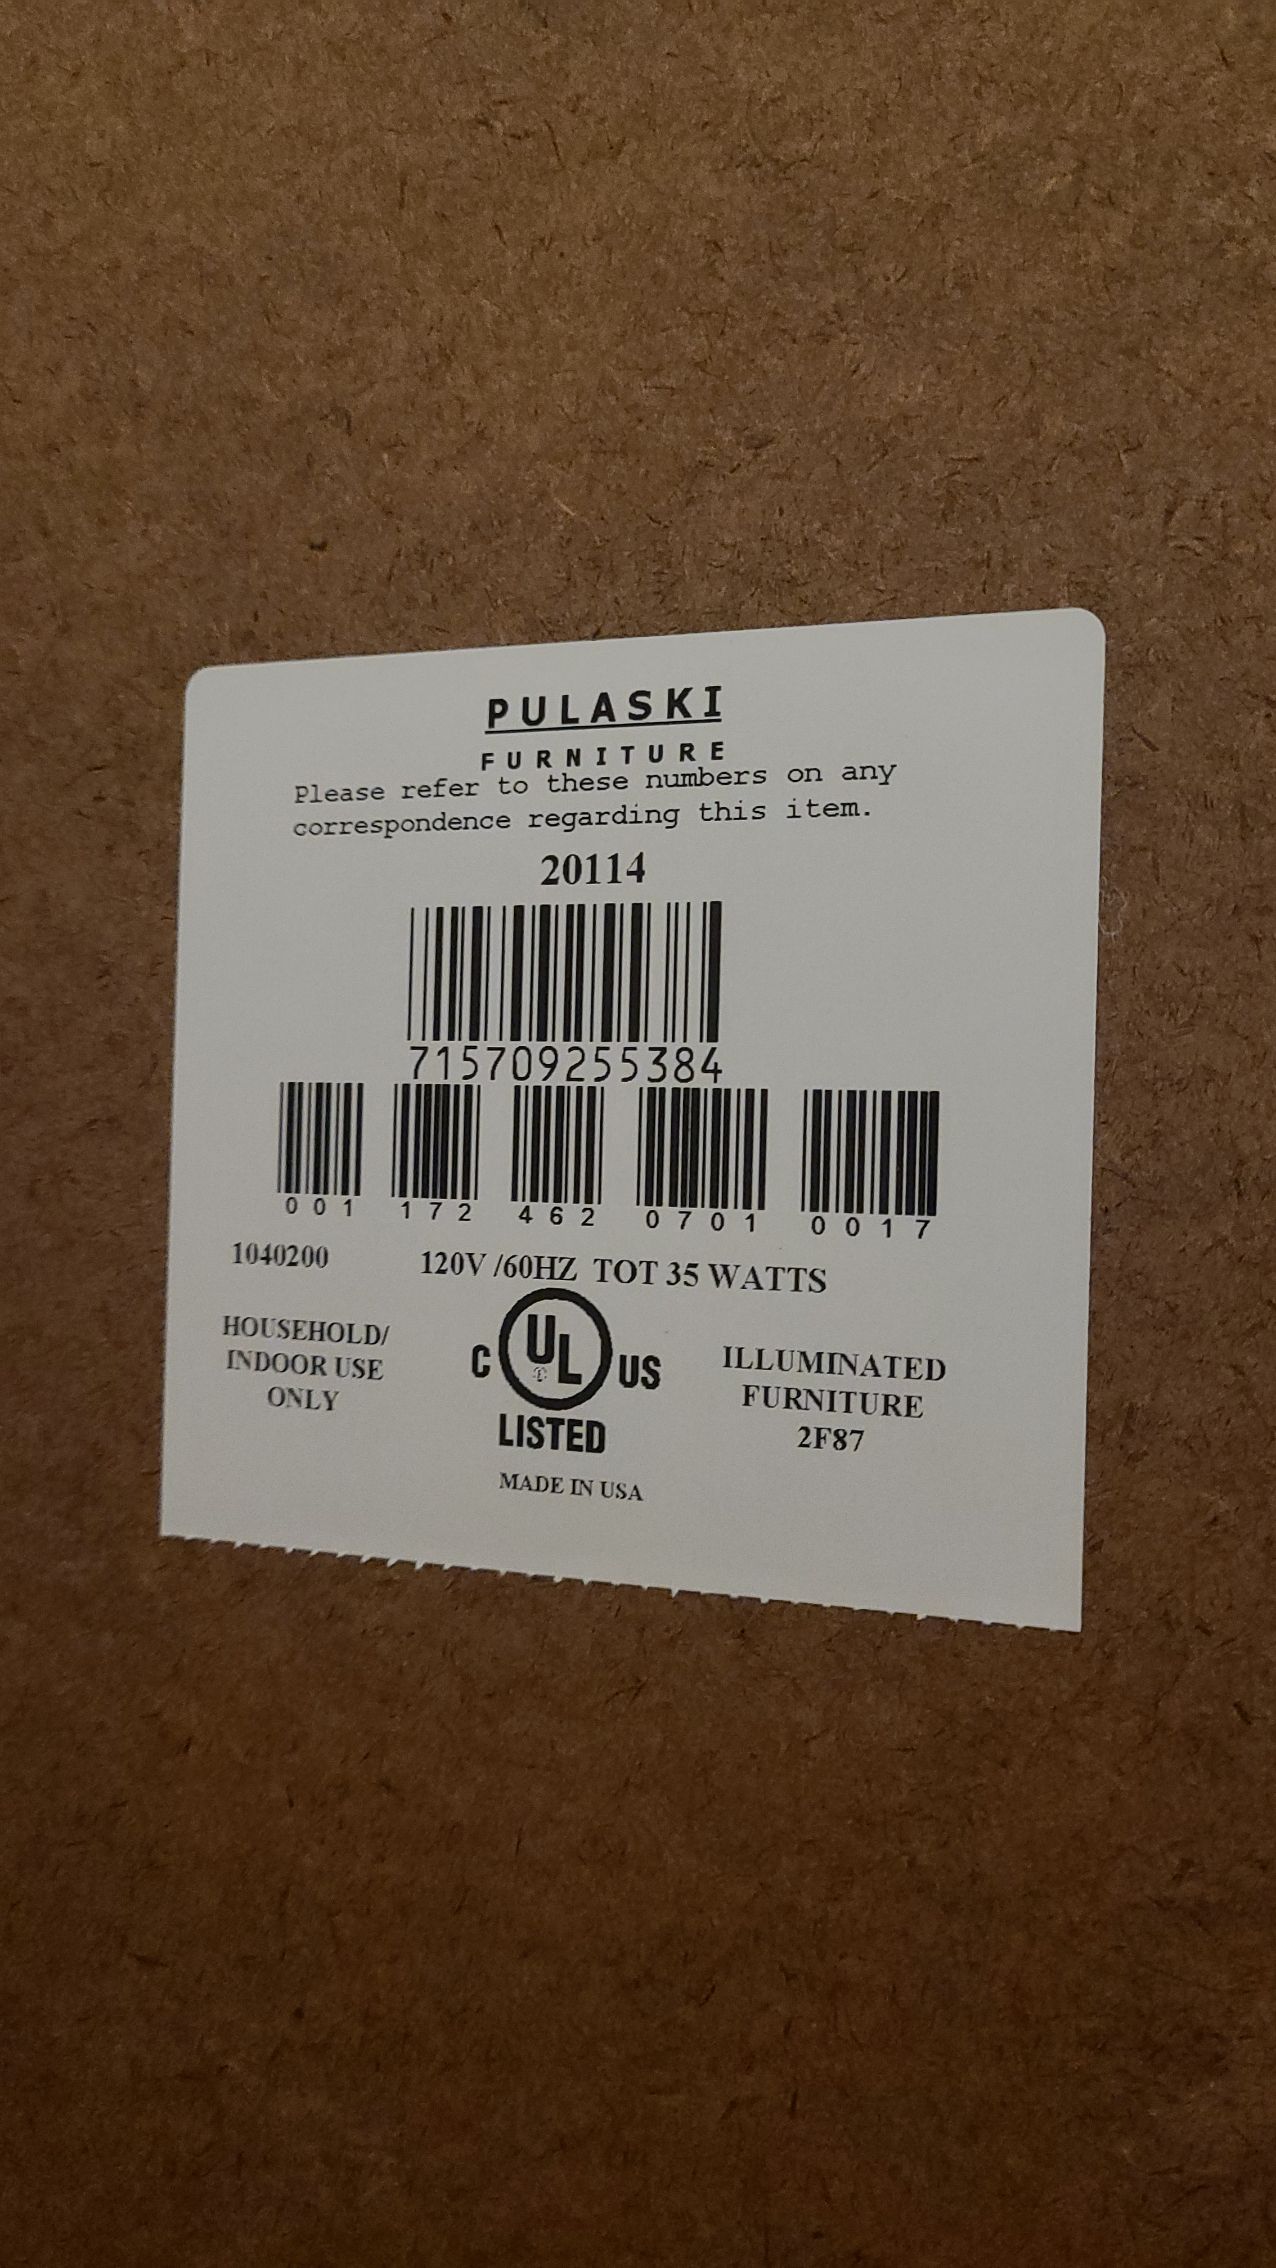 PULASKI
FURNITURE
Please refer to these numbers on any
correspondence regarding this item.
20114
715709255384
001 172 462 0701 0017
1040200 120V /60HZ TOT 35 WATTS
HOUSEHOLD/
INDOOR USE
ONLY
C UL US
LISTED
ILLUMINATED
FURNITURE
2F87
MADE IN USA